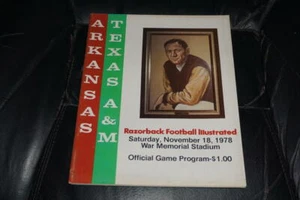 ARKANSAS
TEXAS A&M
Razorback Football Illustrated
Saturday, November 18, 1978
War Memorial Stadium
Official Game Program-$1.00